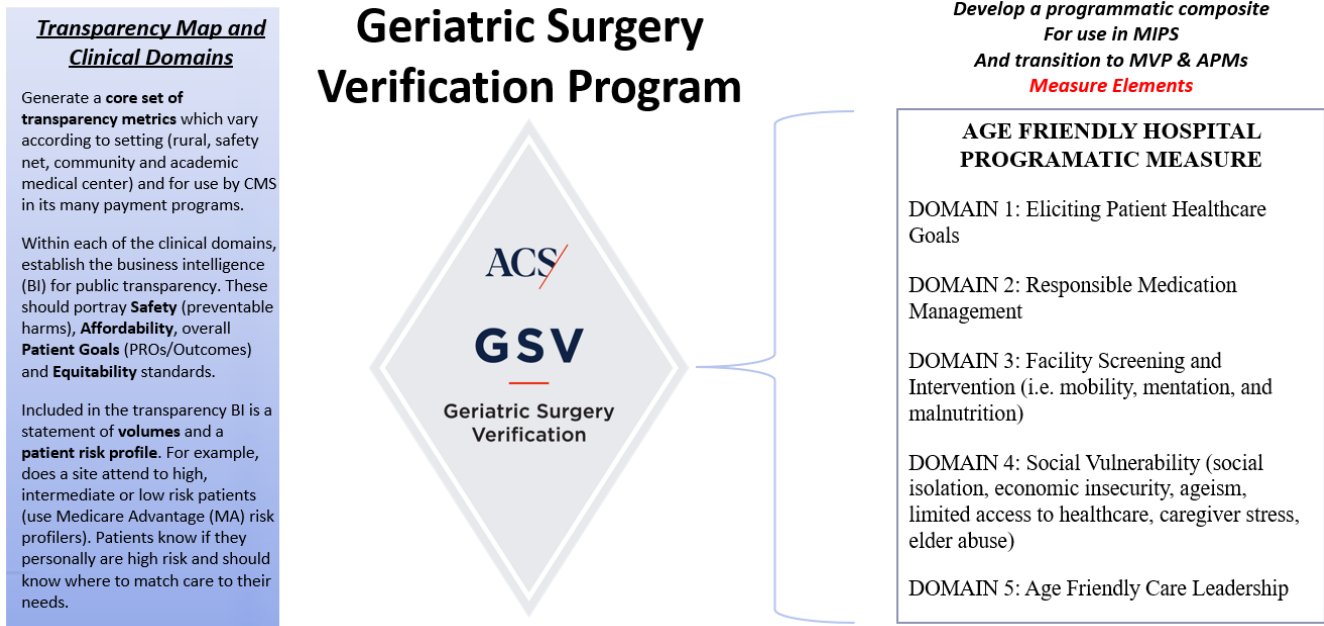 Transparency Map and
Clinical Domains
Generate a core set of
transparency metrics which vary
according to setting (rural, safety
net, community and academic
medical center) and for use by CMS
in its many payment programs.
Within each of the clinical domains,
establish the business intelligence
(BI) for public transparency. These
should portray Safety (preventable
harms), Affordability, overall
Patient Goals (PROs/Outcomes)
and Equitability standards.
Included in the transparency BI is a
statement of volumes and a
patient risk profile. For example,
does a site attend to high,
intermediate or low risk patients
(use Medicare Advantage (MA) risk
profilers). Patients know if they
personally are high risk and should
know where to match care to their
needs.
Geriatric Surgery
Verification Program
ACS
GSV
Geriatric Surgery
Verification
Develop a programmatic composite
For use in MIPS
And transition to MVP & APMs
Measure Elements
AGE FRIENDLY HOSPITAL
PROGRAMATIC MEASURE
DOMAIN 1: Eliciting Patient Healthcare
Goals
DOMAIN 2: Responsible Medication
Management
DOMAIN 3: Facility Screening and
Intervention (i.e. mobility, mentation, and
malnutrition)
DOMAIN 4: Social Vulnerability (social
isolation, economic insecurity, ageism,
limited access to healthcare, caregiver stress,
elder abuse)
DOMAIN 5: Age Friendly Care Leadership